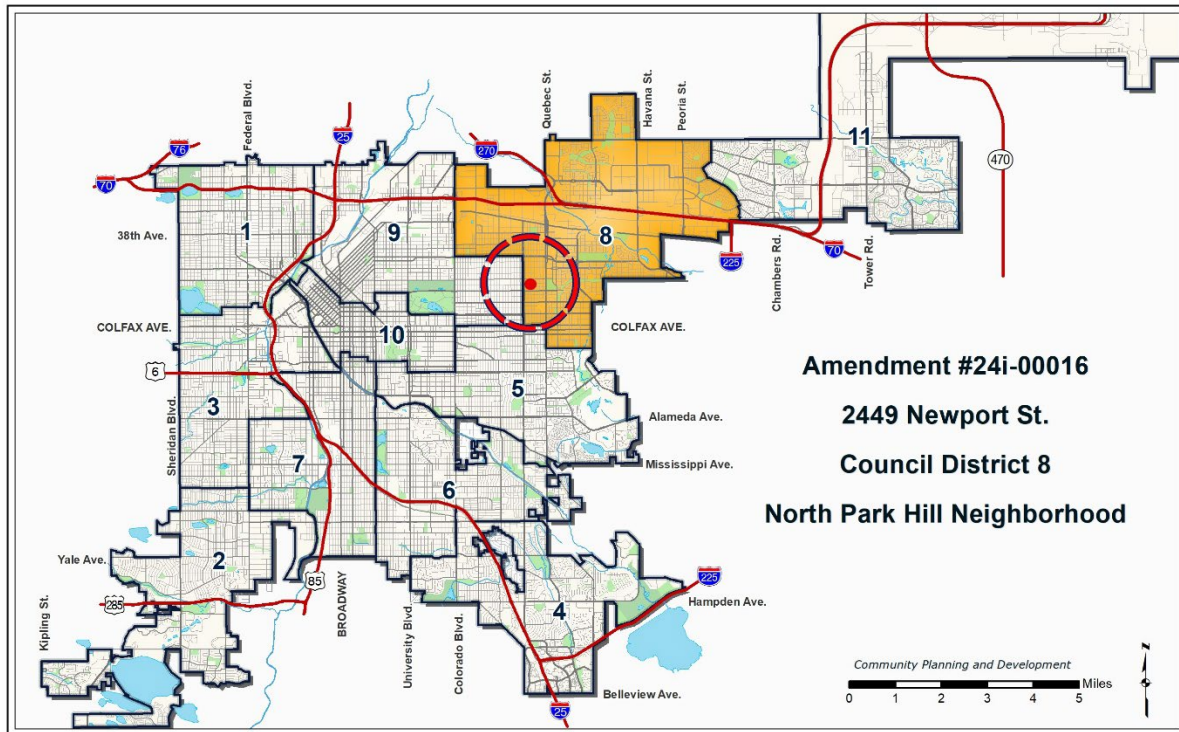 Quebec St.
Havana St.
Peoria St.
Federal Blvd.
25
76
270
11
70
470
38th Ave.
1
9
8
225
Chambers Rd.
70
Tower Rd.
COLFAX AVE.
10
COLFAX AVE.
Amendment #24i-00016
6
3
Sheridan Blvd.
5
2449 Newport St.
Alameda Ave.
7
Council District 8
Mississippi Ave.
6
North Park Hill Neighborhood
Yale Ave.
2
85
BROADWAY
225
285
Kipling St.
University Blvd.
Colorado Blvd.
4
Hampden Ave.
Community Planning and Development
Miles
0 1 2 3 4 5
Belleview Ave.
25
N